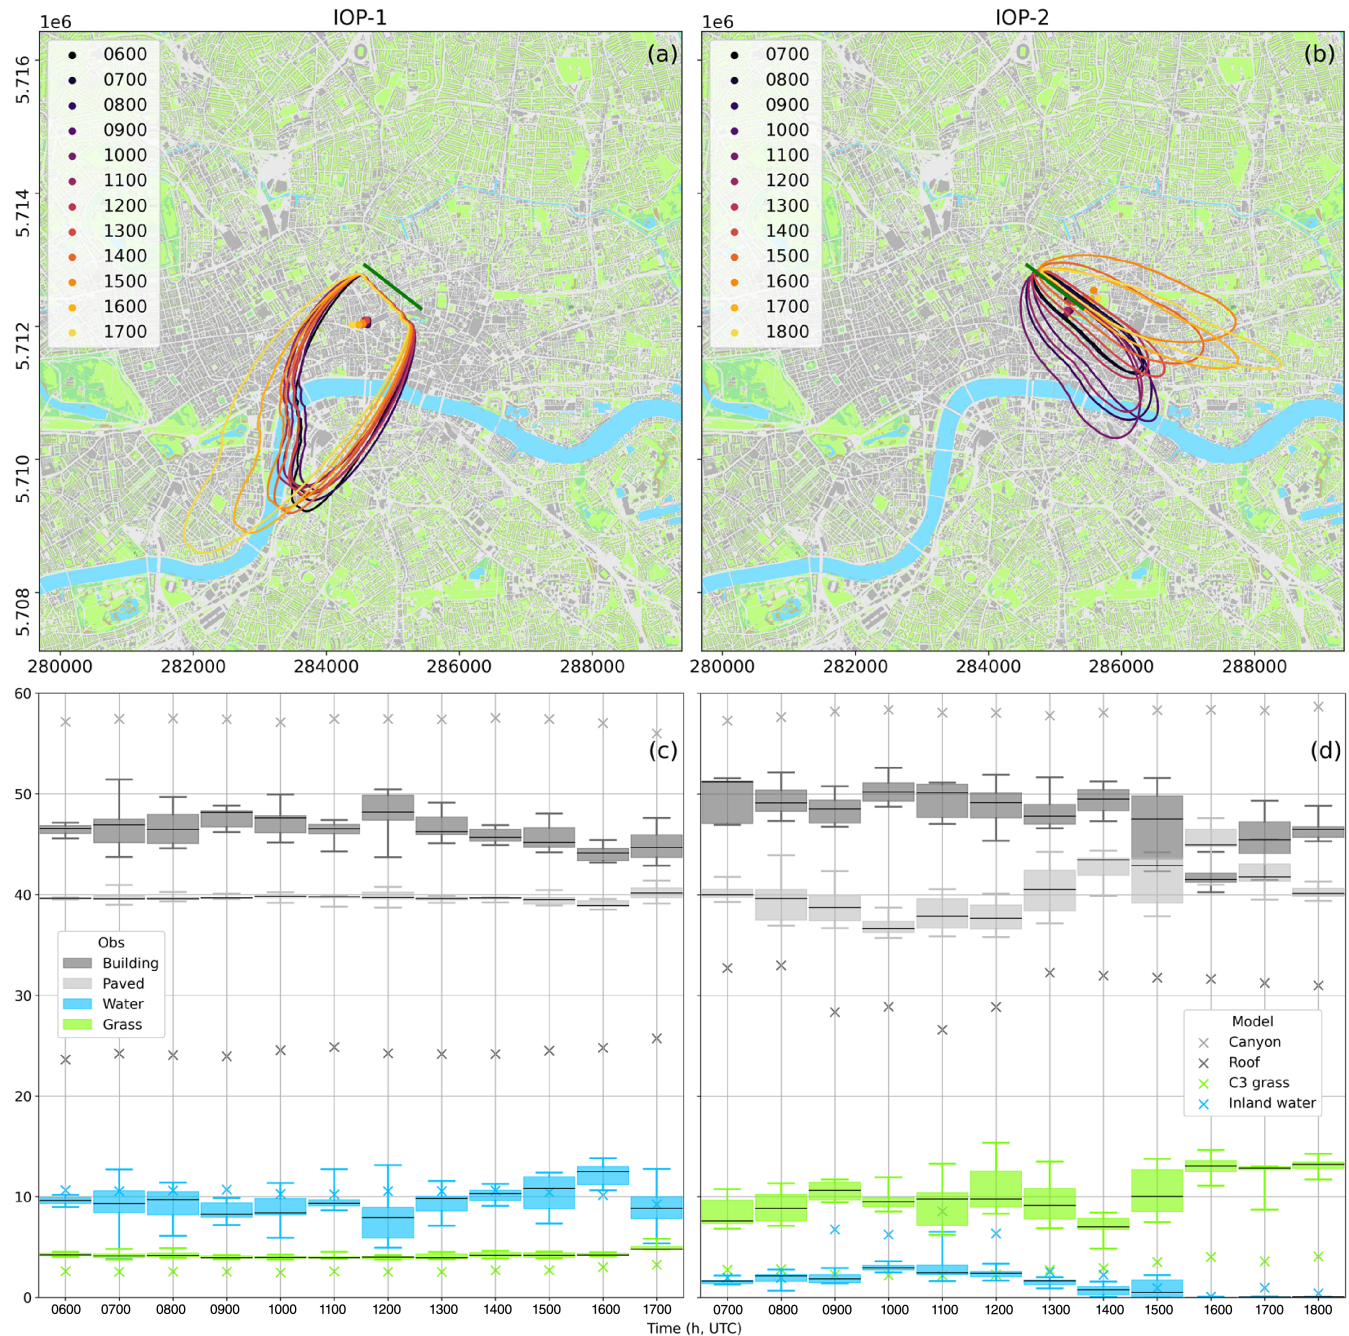 IOP-1
IOP-2
1e6
1e6
(a)
(b)
0600
0700
0800
0900
1000
1100
1200
1300
1400
1500
1600
1700
0700
0800
0900
1000
1100
1200
1300
1400
1500
1600
1700
1800
5.716
5.714
5.712
5.710
5.708
280000 282000 284000 286000 288000
280000 282000 284000 286000 288000
(c)
(d)
60
50
40
30
20
10
0
Obs
Building
Paved
Water
Grass
Model
Canyon
Roof
C3 grass
Inland water
0600 0700 0800 0900 1000 1100 1200 1300 1400 1500 1600 1700
0700 0800 0900 1000 1100 1200 1300 1400 1500 1600 1700 1800
Time (h, UTC)